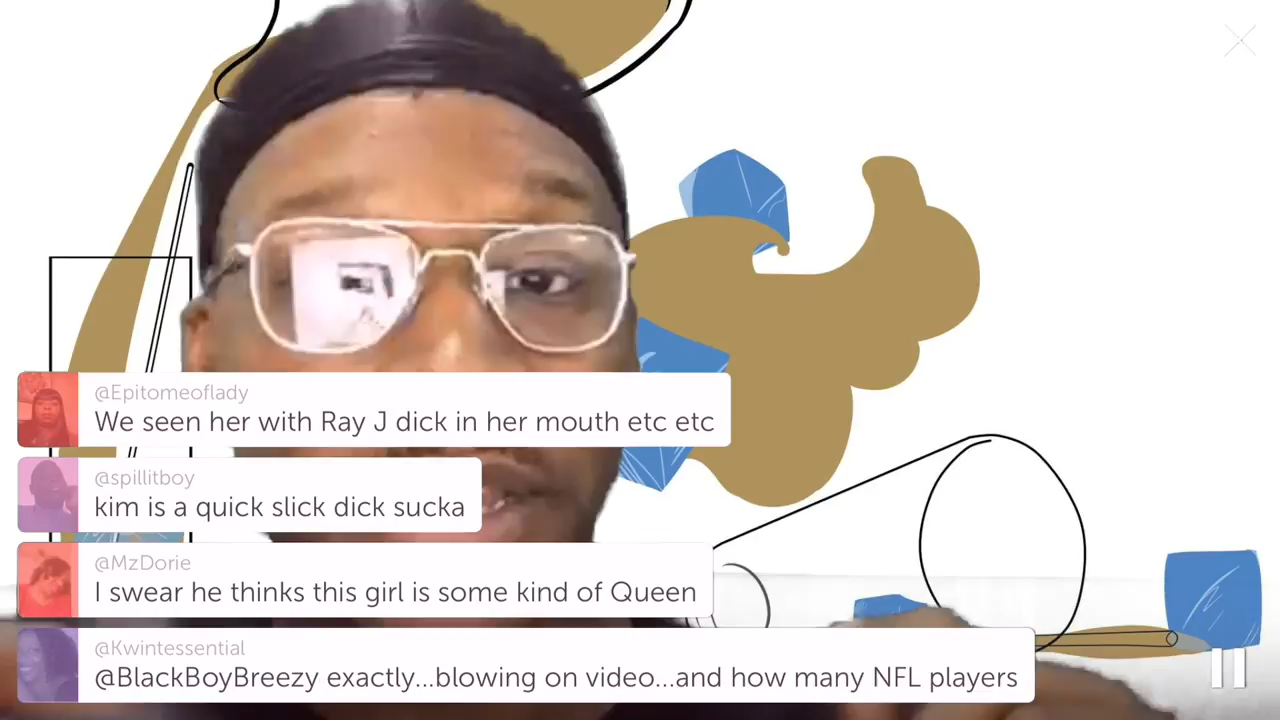 @Epitomeoflady
We seen her with Ray J dick in her mouth etc etc
@spillitboy
kim is a quick slick dick sucka
@MzDorie
I swear he thinks this girl is some kind of Queen
@Kwintessential
@BlackBoyBreezy exactly...blowing on video...and how many NFL players